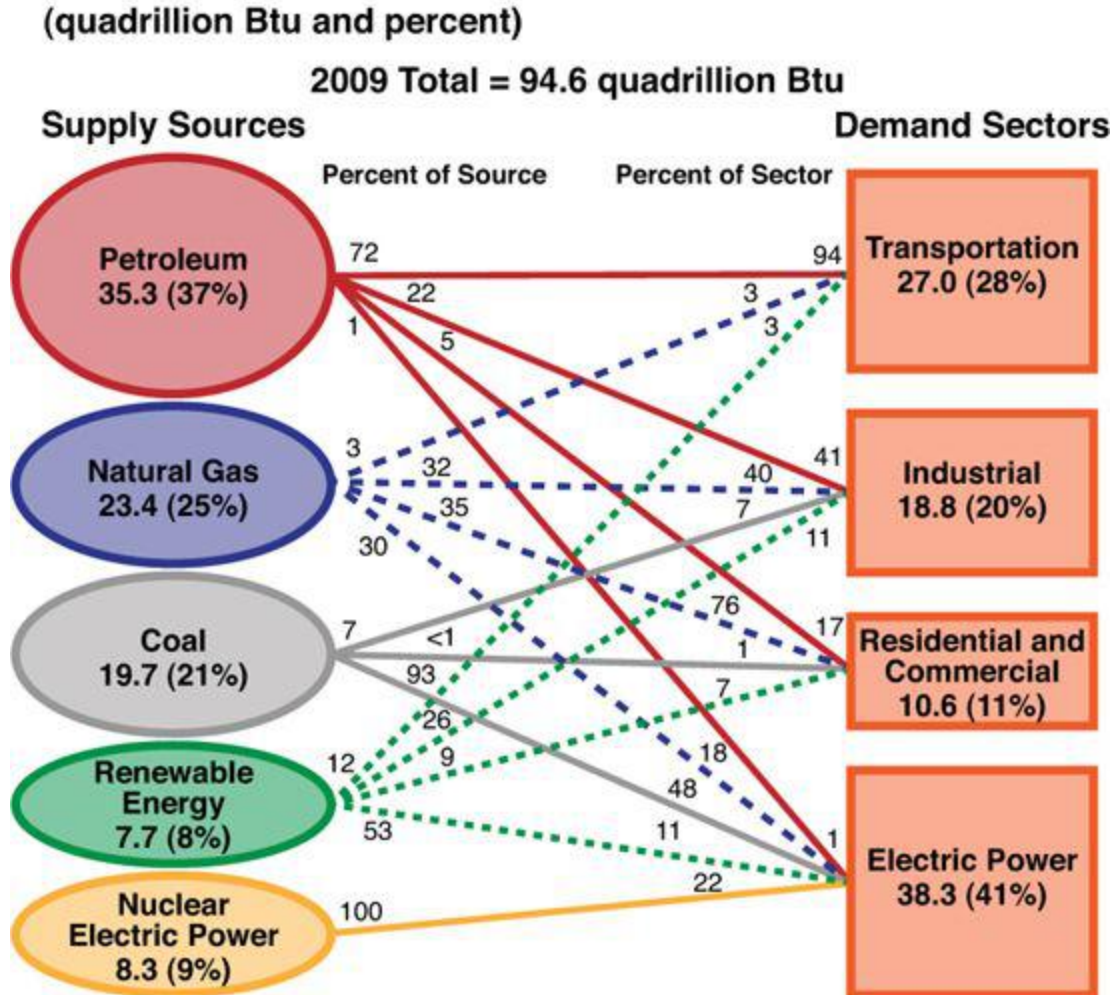 (quadrillion Btu and percent)
2009 Total = 94.6 quadrillion Btu
Supply Sources
Demand Sectors
Percent of Source
Percent of Sector
Petroleum
35.3 (37%)
72
22
5
1
94
3
3
Transportation
27.0 (28%)
Natural Gas
23.4 (25%)
3
32
35
30
41
40
7
11
Industrial
18.8 (20%)
Coal
19.7 (21%)
7
<1
93
76
17
1
7
Residential and
Commercial
10.6 (11%)
Renewable
Energy
7.7 (8%)
12
26
9
53
18
48
11
1
22
Electric Power
38.3 (41%)
Nuclear
Electric Power
8.3 (9%)
100